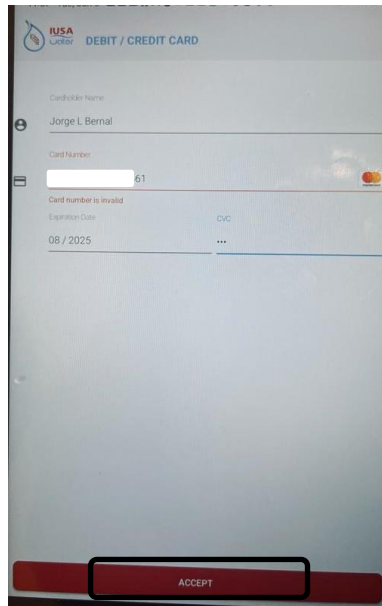 IUSA
water
DEBIT / CREDIT CARD
Cardholder Name
Jorge L Bernal
Card Number
61
Card number is invalid
Expiration Date
CVC
08 / 2025
•••
ACCEPT